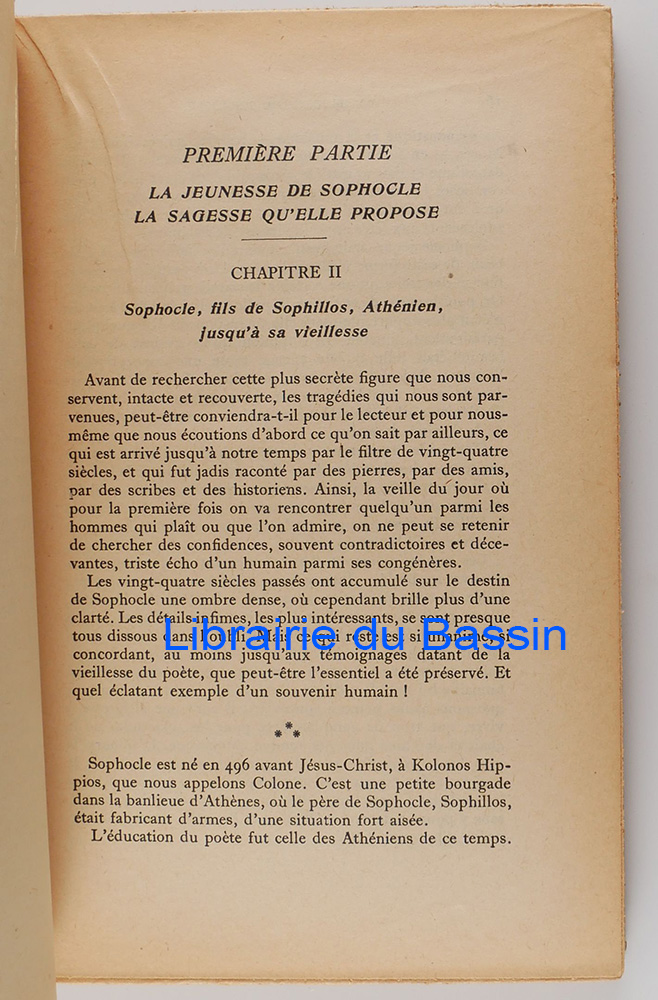 PREMIÈRE PARTIE
LA JEUNESSE DE SOPHOCLE
LA SAGESSE QU'ELLE PROPOSE
CHAPITRE II
Sophocle, fils de Sophillos, Athénien,
jusqu'à sa vieillesse
Avant de rechercher cette plus secrète figure que nous con-
servent, intacte et recouverte, les tragédies qui nous sont par-
venues, peut-être conviendra-t-il pour le lecteur et pour nous-
même que nous écoutions d'abord ce qu'on sait par ailleurs, ce
qui est arrivé jusqu'à notre temps par le filtre de vingt-quatre
siècles, et qui fut jadis raconté par des pierres, par des amis,
par des scribes et des historiens. Ainsi, la veille du jour où
pour la première fois on va rencontrer quelqu'un parmi les
hommes qui plaît ou que l'on admire, on ne peut se retenir
de chercher des confidences, souvent contradictoires et déce-
vantes, triste écho d'un humain parmi ses congénères.
Les vingt-quatre siècles passés ont accumulé sur le destin
de Sophocle une ombre dense, où cependant brille plus d'une
clarté. Les détails infimes, les plus intéressants, se sont presque
tous dissous dans l'oubli. Mais ce qui reste est si unanime, si
Librairie du Bassin
concordant, au moins jusqu'aux témoignages datant de la
vieillesse du poète, que peut-être l'essentiel a été préservé. Et
quel éclatant exemple d'un souvenir humain !
* * *
Sophocle est né en 496 avant Jésus-Christ, à Kolonos Hip-
pios, que nous appelons Colone. C'est une petite bourgade
dans la banlieue d'Athènes, où le père de Sophocle, Sophillos,
était fabricant d'armes, d'une situation fort aisée.
L'éducation du poète fut celle des Athéniens de ce temps.